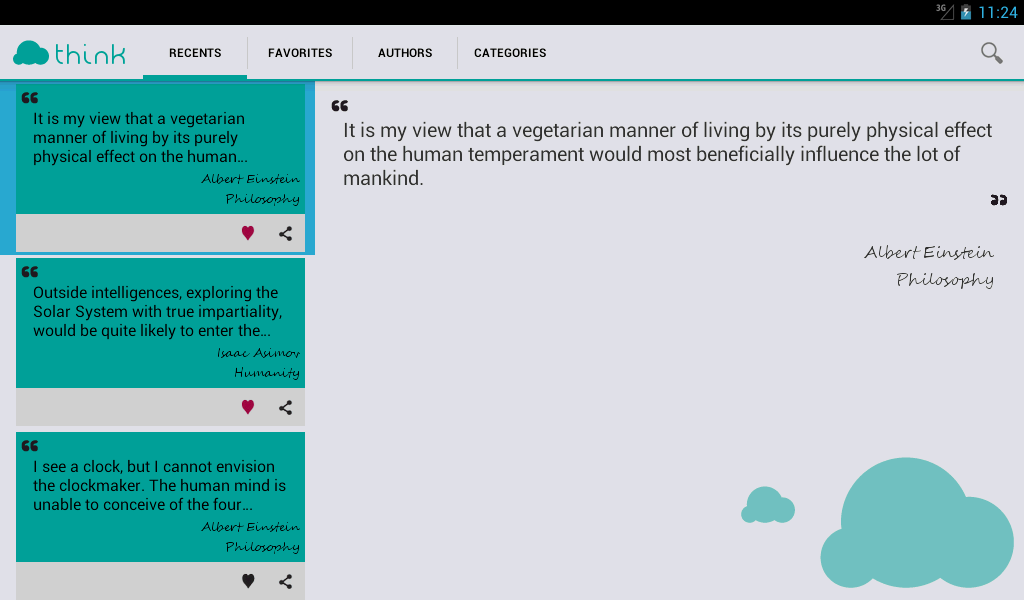 3G 11:24
think RECENTS FAVORITES AUTHORS CATEGORIES
It is my view that a vegetarian
manner of living by its purely
physical effect on the human...
Albert Einstein
Philosophy
Outside intelligences, exploring the
Solar System with true impartiality,
would be quite likely to enter the...
Isaac Asimov
Humanity
I see a clock, but I cannot envision
the clockmaker. The human mind is
unable to conceive of the four...
Albert Einstein
Philosophy
❝
It is my view that a vegetarian manner of living by its purely physical effect
on the human temperament would most beneficially influence the lot of
mankind.
❞
Albert Einstein
Philosophy